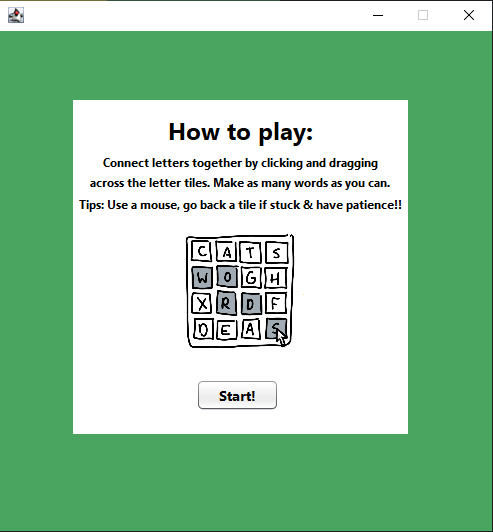 How to play:
Connect letters together by clicking and dragging
across the letter tiles. Make as many words as you can.
Tips: Use a mouse, go back a tile if stuck & have patience!!
C A T S
W O G H
X R D F
D E A S
Start!